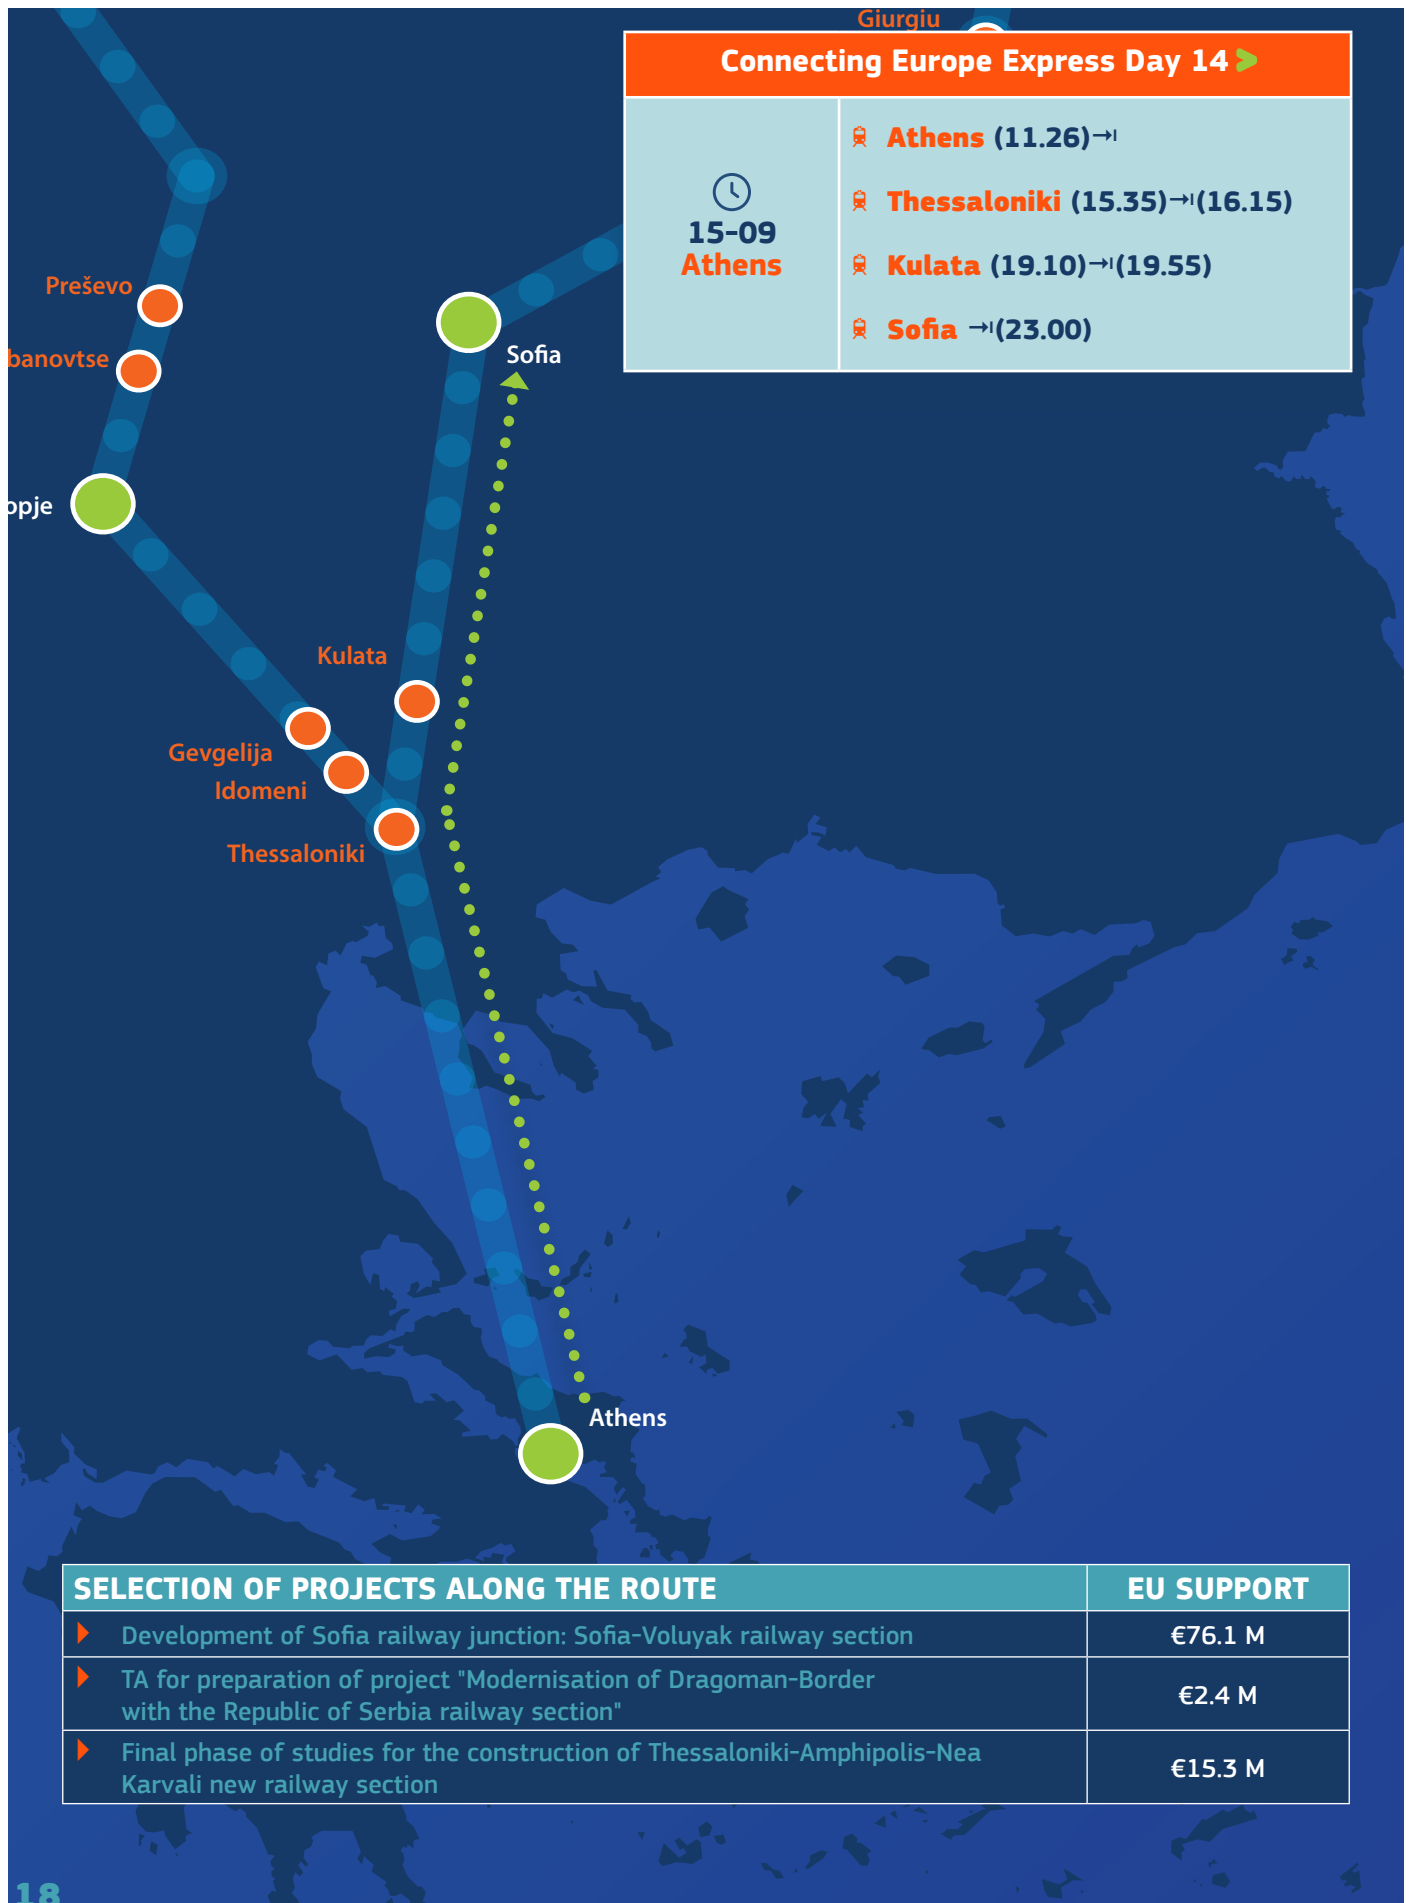 Giurgiu
Connecting Europe Express Day 14 >
15-09
Athens
Athens (11.26)→|
Thessaloniki (15.35)→|(16.15)
Kulata (19.10)→|(19.55)
Sofia →|(23.00)
Preševo
banovtse
Sofia
opje
Kulata
Gevgelija
Idomeni
Thessaloniki
Athens
SELECTION OF PROJECTS ALONG THE ROUTE EU SUPPORT
Development of Sofia railway junction: Sofia-Voluyak railway section €76.1 M
TA for preparation of project "Modernisation of Dragoman-Border
with the Republic of Serbia railway section" €2.4 M
Final phase of studies for the construction of Thessaloniki-Amphipolis-Nea
Karvali new railway section €15.3 M
18